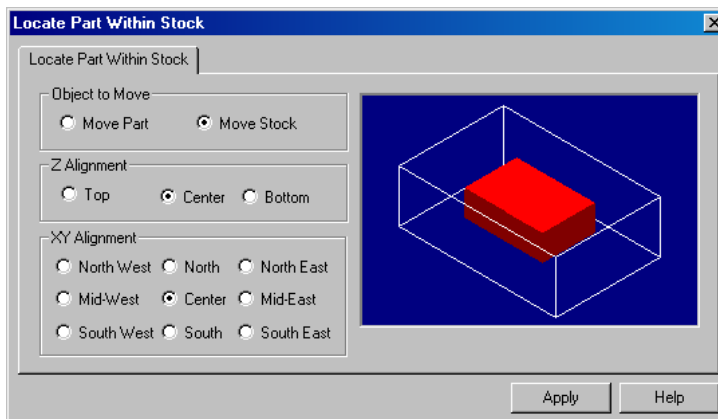 Locate Part Within Stock
Locate Part Within Stock
Object to Move
Move Part Move Stock
Z Alignment
Top Center Bottom
XY Alignment
North West North North East
Mid-West Center Mid-East
South West South South East
Apply Help